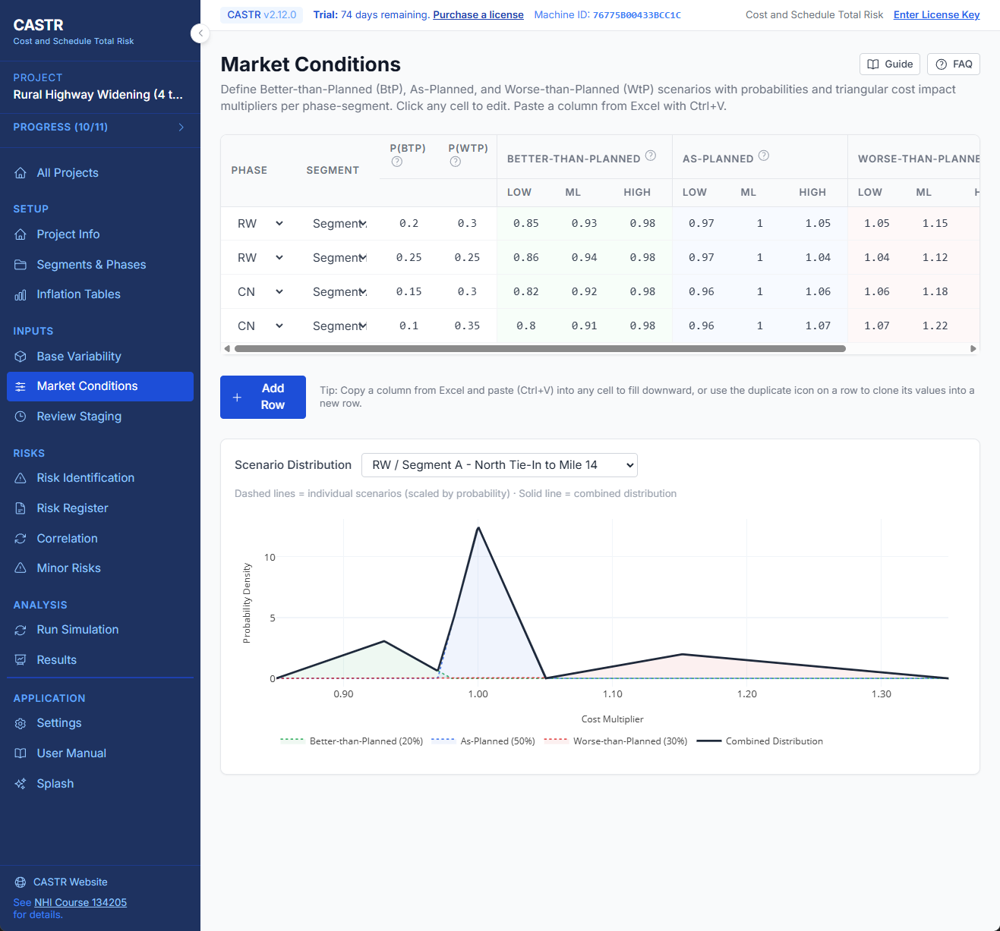 CASTR
Cost and Schedule Total Risk
PROJECT
Rural Highway Widening (4 t...
PROGRESS (10/11)
All Projects
SETUP
Project Info
Segments & Phases
Inflation Tables
INPUTS
Base Variability
Market Conditions
Review Staging
RISKS
Risk Identification
Risk Register
Correlation
Minor Risks
ANALYSIS
Run Simulation
Results
APPLICATION
Settings
User Manual
Splash
CASTR Website
See NHI Course 134205
for details.
CASTR v2.12.0 Trial: 74 days remaining. Purchase a license Machine ID: 76775B00433BCC1C Cost and Schedule Total Risk Enter License Key
Market Conditions
Guide
FAQ
Define Better-than-Planned (BtP), As-Planned, and Worse-than-Planned (WtP) scenarios with probabilities and triangular cost impact
multipliers per phase-segment. Click any cell to edit. Paste a column from Excel with Ctrl+V.
PHASE SEGMENT P(BTP) P(WTP) BETTER-THAN-PLANNED AS-PLANNED WORSE-THAN-PLANNE
LOW ML HIGH LOW ML HIGH LOW ML H
RW Segment 0.2 0.3 0.85 0.93 0.98 0.97 1 1.05 1.05 1.15
RW Segment 0.25 0.25 0.86 0.94 0.98 0.97 1 1.04 1.04 1.12
CN Segment 0.15 0.3 0.82 0.92 0.98 0.96 1 1.06 1.06 1.18
CN Segment 0.1 0.35 0.8 0.91 0.98 0.96 1 1.07 1.07 1.22
+ Add
Row
Tip: Copy a column from Excel and paste (Ctrl+V) into any cell to fill downward, or use the duplicate icon on a row to clone its values into a
new row.
Scenario Distribution RW / Segment A - North Tie-In to Mile 14
Dashed lines = individual scenarios (scaled by probability) · Solid line = combined distribution
Probability Density
10
5
0
0.90 1.00 1.10 1.20 1.30
Cost Multiplier
Better-than-Planned (20%) As-Planned (50%) Worse-than-Planned (30%) Combined Distribution